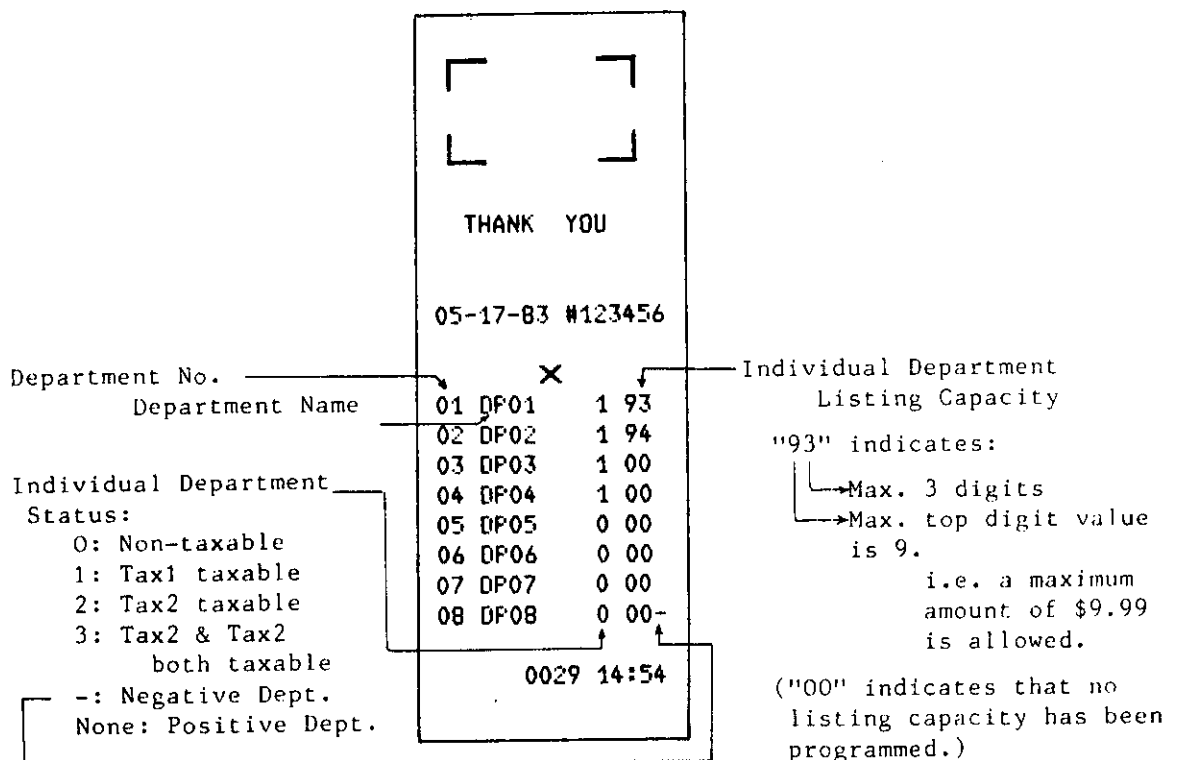 THANK YOU
05-17-83 #123456
X
01 DP01 1 93
02 DP02 1 94
03 DP03 1 00
04 DP04 1 00
05 DP05 0 00
06 DP06 0 00
07 DP07 0 00
08 DP08 0 00-
0029 14:54
Department No.
Department Name
Individual Department
Status:
0: Non-taxable
1: Tax1 taxable
2: Tax2 taxable
3: Tax2 & Tax2
both taxable
-: Negative Dept.
None: Positive Dept.
Individual Department
Listing Capacity
"93" indicates:
Max. 3 digits
Max. top digit value
is 9.
i.e. a maximum
amount of $9.99
is allowed.
("00" indicates that no
listing capacity has been
programmed.)